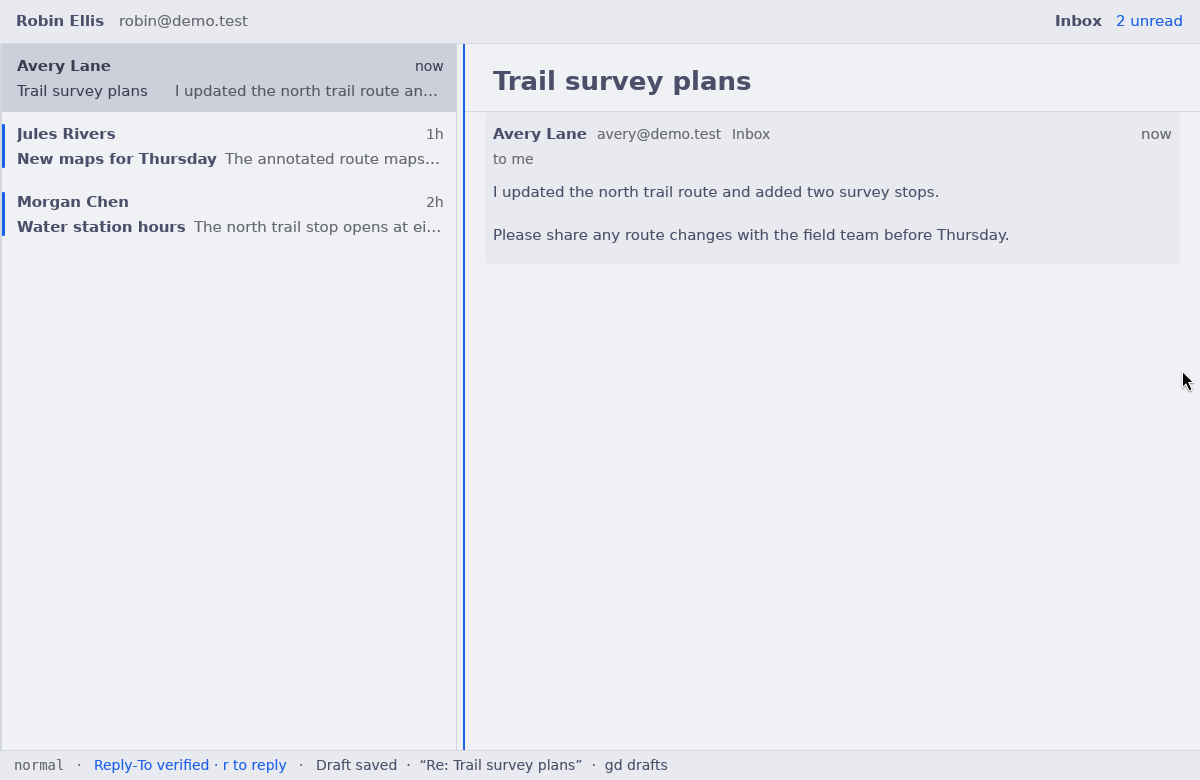 Robin Ellis robin@demo.test Inbox 2 unread
Avery Lane now
Trail survey plans I updated the north trail route an…
Jules Rivers 1h
New maps for Thursday The annotated route maps…
Morgan Chen 2h
Water station hours The north trail stop opens at ei…
Trail survey plans
Avery Lane avery@demo.test Inbox now
to me
I updated the north trail route and added two survey stops.
Please share any route changes with the field team before Thursday.
normal · Reply-To verified · r to reply · Draft saved · “Re: Trail survey plans” · gd drafts